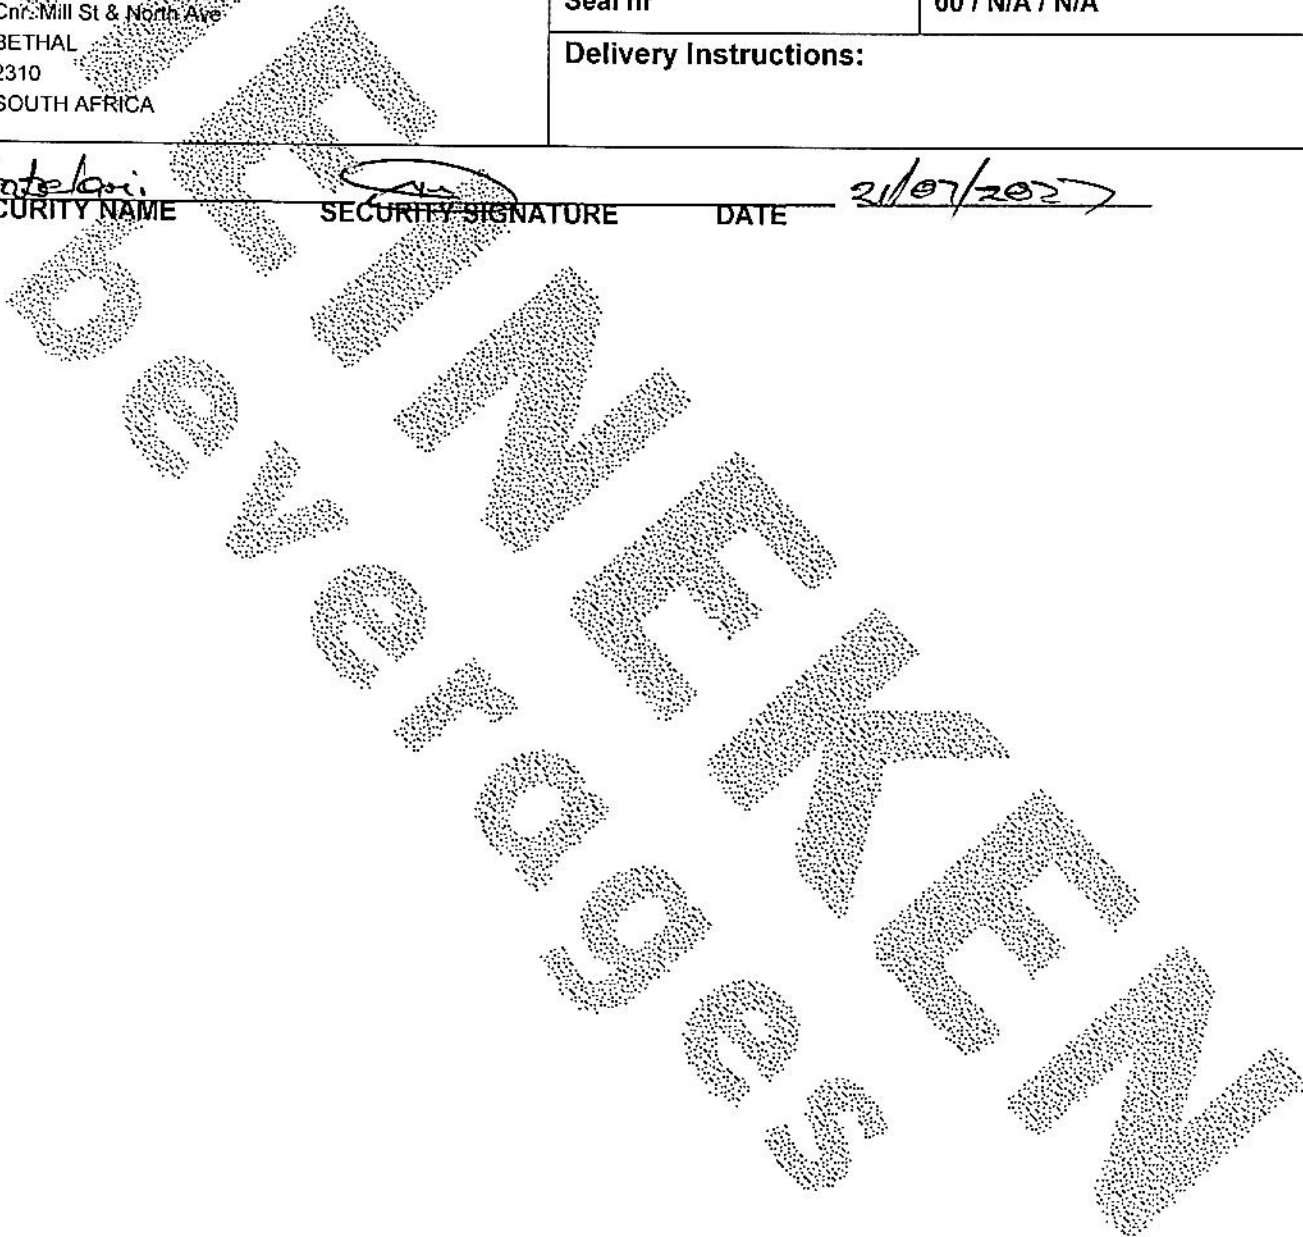 Cnr. Mill St & North Ave
BETHAL
2310
SOUTH AFRICA
Seal nr
00 / N/A / N/A
Delivery Instructions:
CURITY NAME
SECURITY SIGNATURE
DATE
21/07/2027
HEINEKEN
beverages